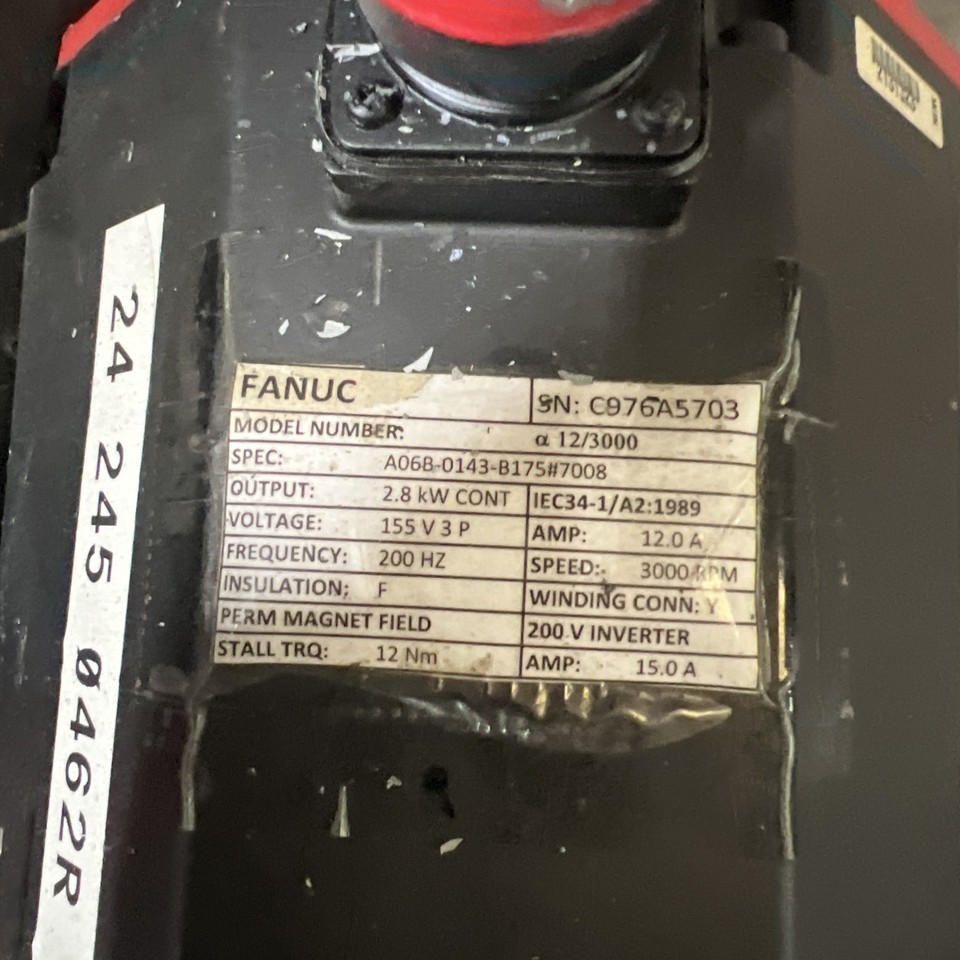 FANUC
SN: C976A5703
MODEL NUMBER: α 12/3000
SPEC: A06B-0143-B175#7008
OUTPUT: 2.8 kW CONT IEC34-1/A2:1989
VOLTAGE: 155 V 3 P AMP: 12.0 A
FREQUENCY: 200 HZ SPEED: 3000 RPM
INSULATION: F WINDING CONN: Y
PERM MAGNET FIELD 200 V INVERTER
STALL TRQ: 12 Nm AMP: 15.0 A
24 245 0462R